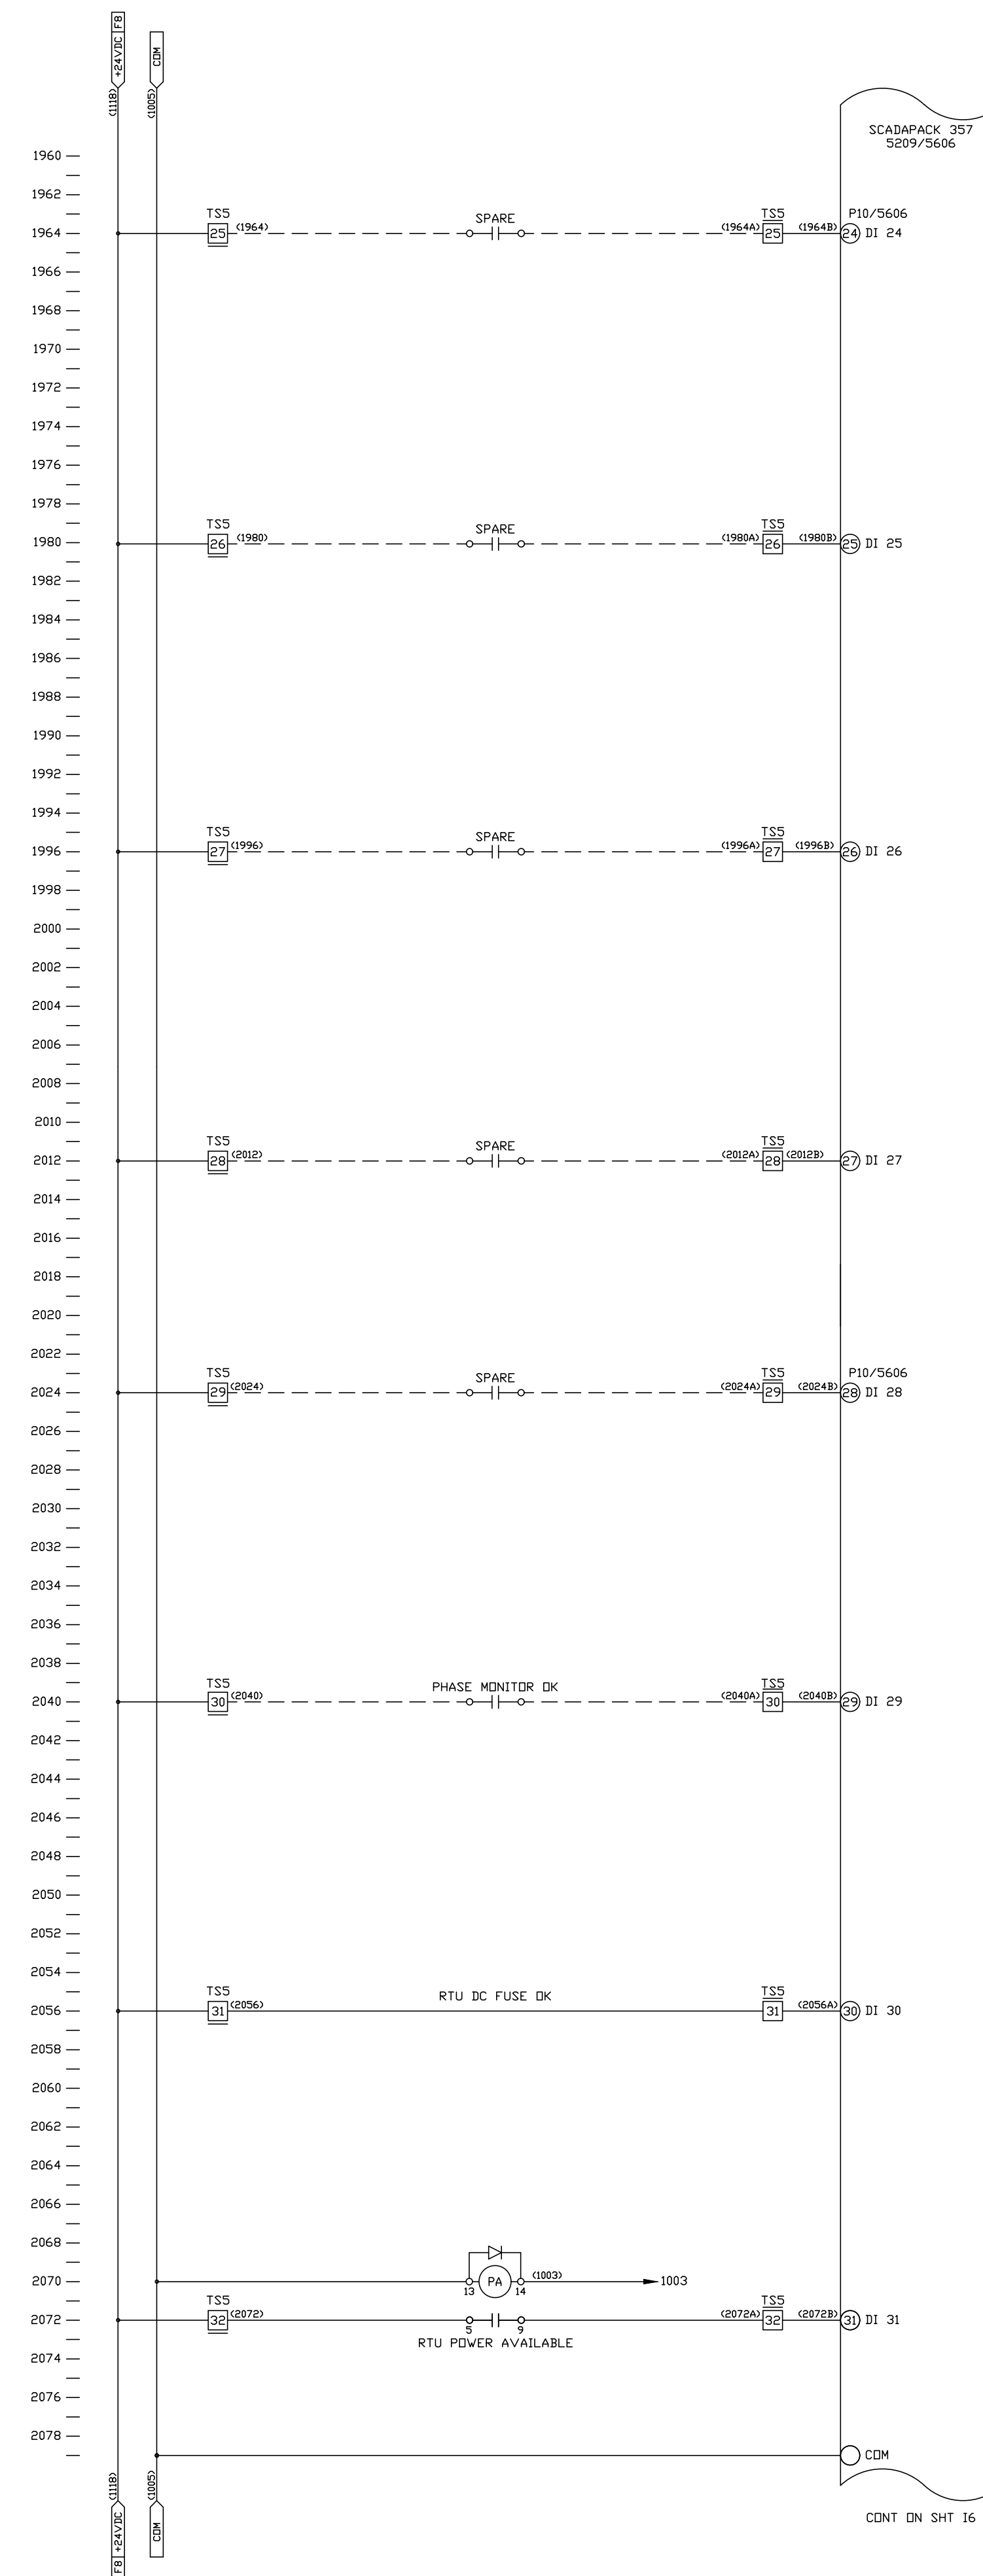 +24VDC F8
COM
(1118)
(1005)
SCADAPACK 357
5209/5606
1960
1962
TS5 SPARE TS5 P10/5606
1964 25 (1964) (1964A) 25 (1964B) 24 DI 24
1966
1968
1970
1972
1974
1976
1978
TS5 SPARE TS5
1980 26 (1980) (1980A) 26 (1980B) 25 DI 25
1982
1984
1986
1988
1990
1992
1994
TS5 SPARE TS5
1996 27 (1996) (1996A) 27 (1996B) 26 DI 26
1998
2000
2002
2004
2006
2008
2010
TS5 SPARE TS5
2012 28 (2012) (2012A) 28 (2012B) 27 DI 27
2014
2016
2018
2020
2022
TS5 SPARE TS5 P10/5606
2024 29 (2024) (2024A) 29 (2024B) 28 DI 28
2026
2028
2030
2032
2034
2036
2038
TS5 PHASE MONITOR OK TS5
2040 30 (2040) (2040A) 30 (2040B) 29 DI 29
2042
2044
2046
2048
2050
2052
2054
TS5 RTU DC FUSE OK TS5
2056 31 (2056) 31 (2056A) 30 DI 30
2058
2060
2062
2064
2066
2068
2070 13 PA 14 (1003) 1003
TS5 TS5
2072 32 (2072) 5 9 (2072A) 32 (2072B) 31 DI 31
RTU POWER AVAILABLE
2074
2076
2078
COM
(1118)
(1005)
F8 +24VDC
COM
CONT ON SHT I6